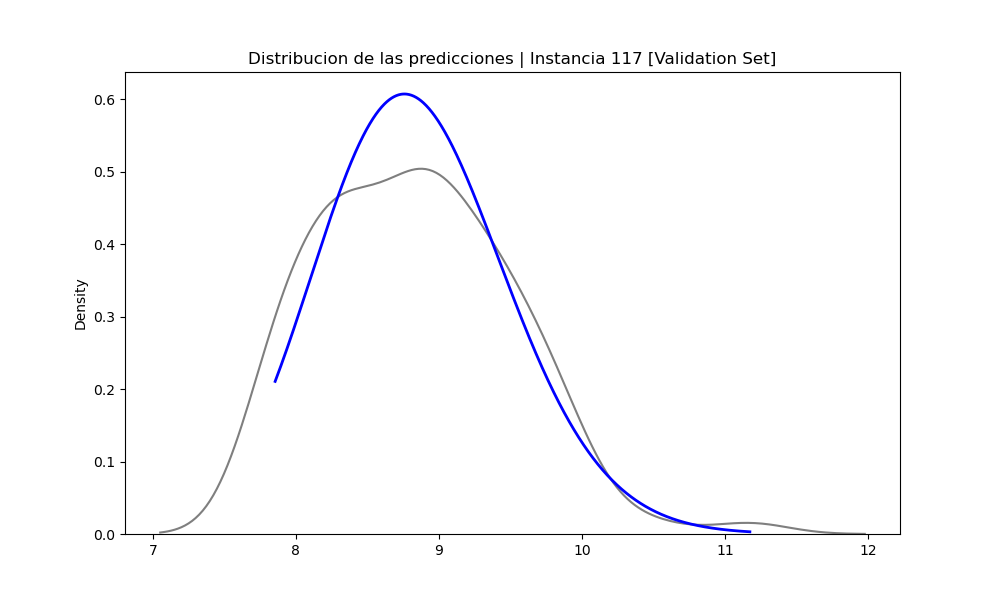 Distribucion de las predicciones | Instancia 117 [Validation Set]
Density
0.6
0.5
0.4
0.3
0.2
0.1
0.0
7 8 9 10 11 12